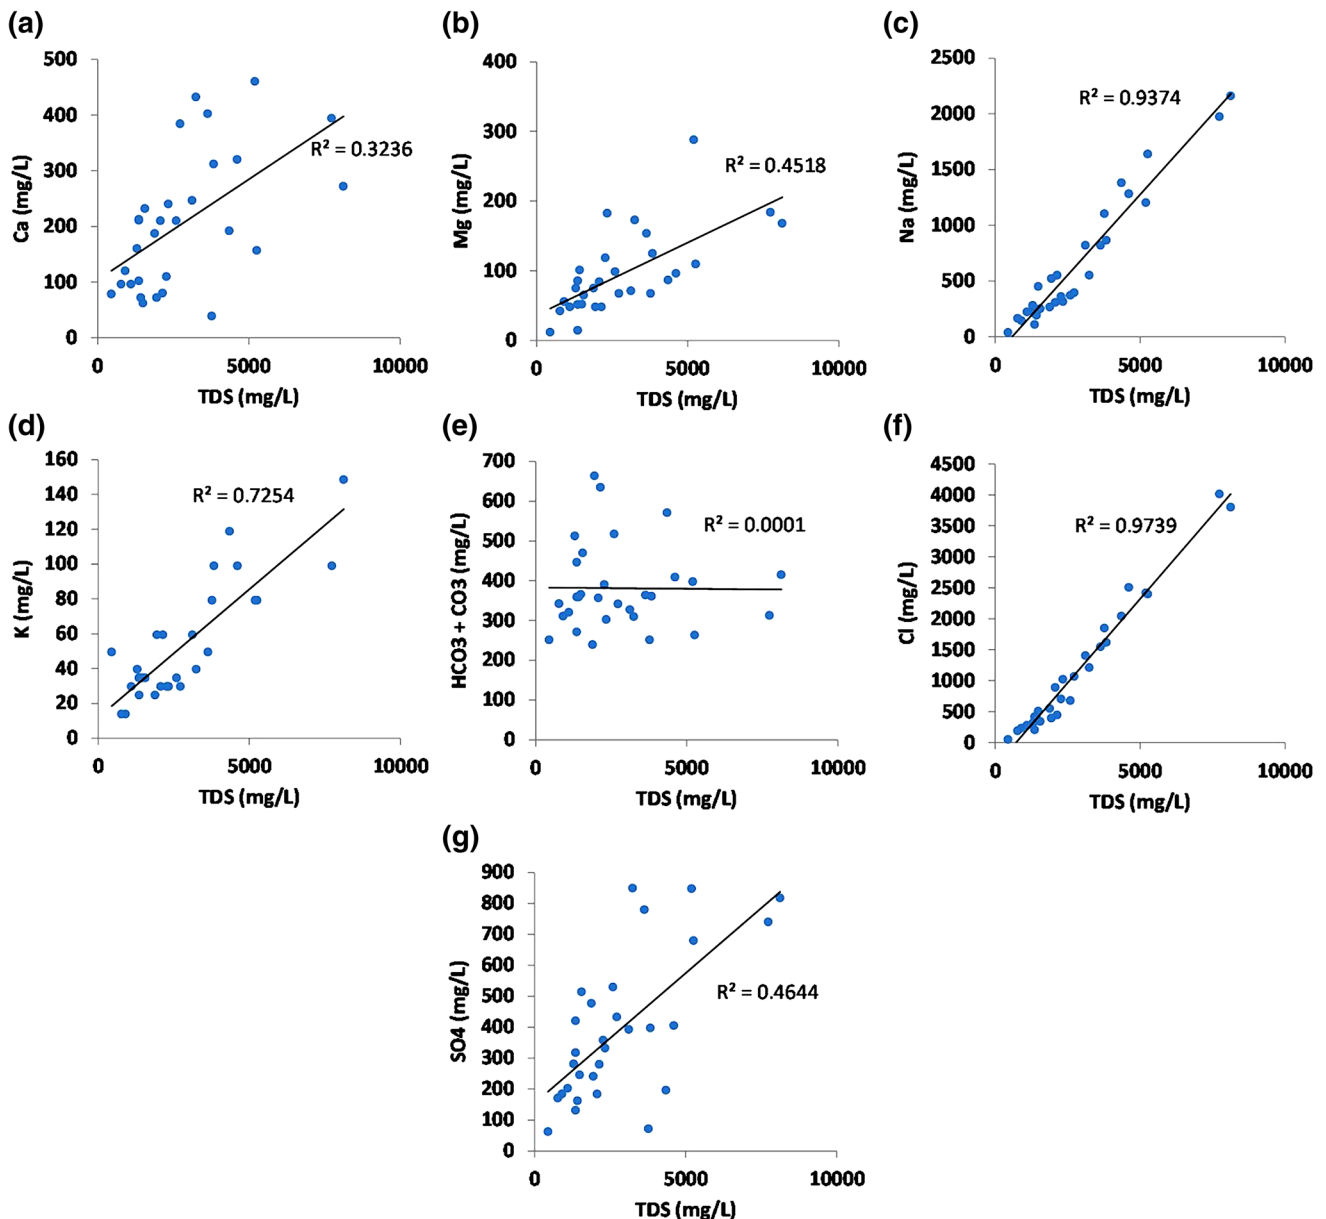 (a)
500
400
300
200
100
0
Ca (mg/L)
R² = 0.3236
0 5000 10000
TDS (mg/L)
(b)
400
300
200
100
0
Mg (mg/L)
R² = 0.4518
0 5000 10000
TDS (mg/L)
(c)
2500
2000
1500
1000
500
0
Na (mg/L)
R² = 0.9374
0 5000 10000
TDS (mg/L)
(d)
160
140
120
100
80
60
40
20
0
K (mg/L)
R² = 0.7254
0 5000 10000
TDS (mg/L)
(e)
700
600
500
400
300
200
100
0
HCO3 + CO3 (mg/L)
R² = 0.0001
0 5000 10000
TDS (mg/L)
(f)
4500
4000
3500
3000
2500
2000
1500
1000
500
0
Cl (mg/L)
R² = 0.9739
0 5000 10000
TDS (mg/L)
(g)
900
800
700
600
500
400
300
200
100
0
SO4 (mg/L)
R² = 0.4644
0 5000 10000
TDS (mg/L)